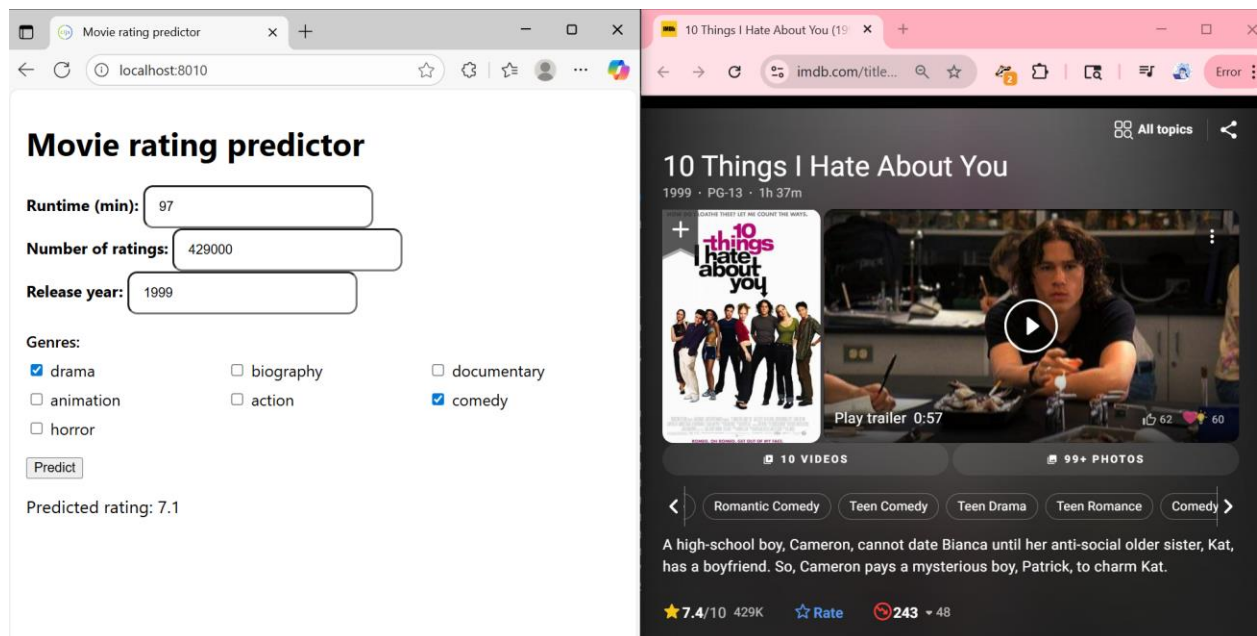 Movie rating predictor
localhost:8010
Movie rating predictor
Runtime (min): 97
Number of ratings: 429000
Release year: 1999
Genres:
drama biography documentary
animation action comedy
horror
Predict
Predicted rating: 7.1
IMDb 10 Things I Hate About You (19
imdb.com/title...
2
Error
All topics
10 Things I Hate About You
1999 · PG-13 · 1h 37m
10
things
I hate
about
you
Play trailer 0:57
62 60
10 VIDEOS
99+ PHOTOS
Romantic Comedy Teen Comedy Teen Drama Teen Romance Comedy
A high-school boy, Cameron, cannot date Bianca until her anti-social older sister, Kat,
has a boyfriend. So, Cameron pays a mysterious boy, Patrick, to charm Kat.
7.4/10 429K Rate 243 48